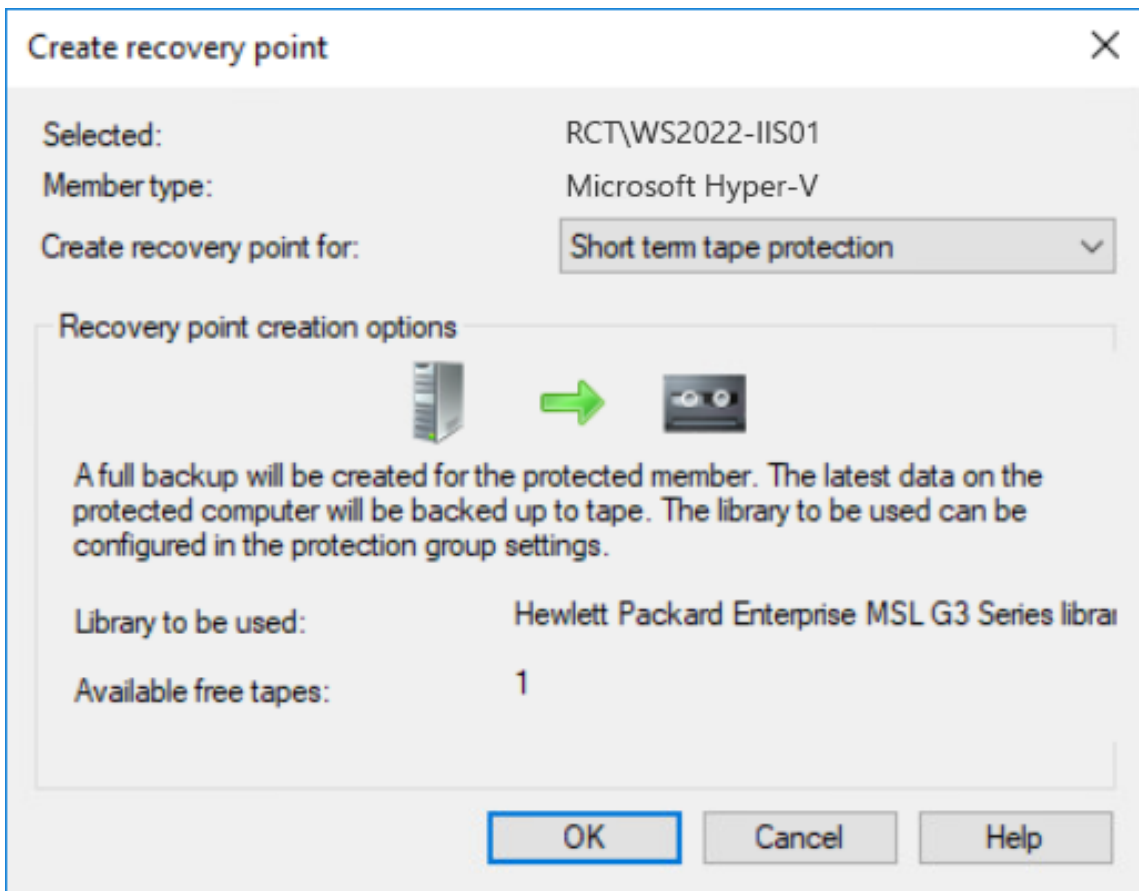 Create recovery point
Selected: RCT\WS2022-IIS01
Member type: Microsoft Hyper-V
Create recovery point for: Short term tape protection
Recovery point creation options
A full backup will be created for the protected member. The latest data on the
protected computer will be backed up to tape. The library to be used can be
configured in the protection group settings.
Library to be used: Hewlett Packard Enterprise MSL G3 Series librar
Available free tapes: 1
OK Cancel Help